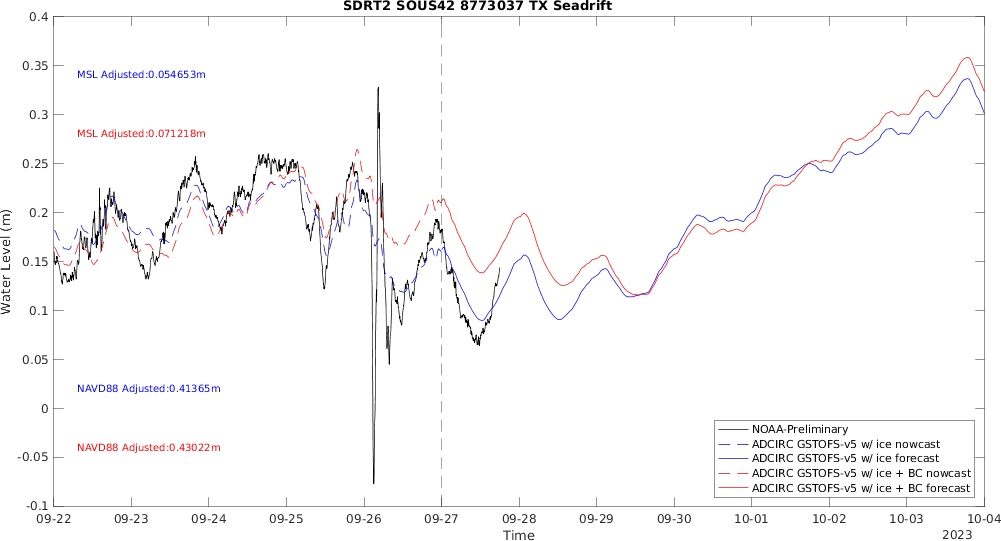 SDRT2 SOUS42 8773037 TX Seadrift
0.4
0.35
0.3
0.25
0.2
0.15
0.1
0.05
0
-0.05
-0.1
Water Level (m)
MSL Adjusted:0.054653m
MSL Adjusted:0.071218m
NAVD88 Adjusted:0.41365m
NAVD88 Adjusted:0.43022m
NOAA-Preliminary
ADCIRC GSTOFS-v5 w/ ice nowcast
ADCIRC GSTOFS-v5 w/ ice forecast
ADCIRC GSTOFS-v5 w/ ice + BC nowcast
ADCIRC GSTOFS-v5 w/ ice + BC forecast
09-22 09-23 09-24 09-25 09-26 09-27 09-28 09-29 09-30 10-01 10-02 10-03 10-04
Time
2023